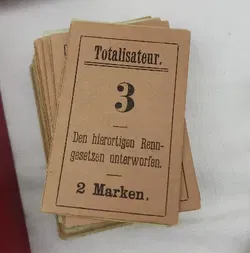 Totalisateur.
3
Den hierortigen Renn-
gesetzen unterworfen.
2 Marken.